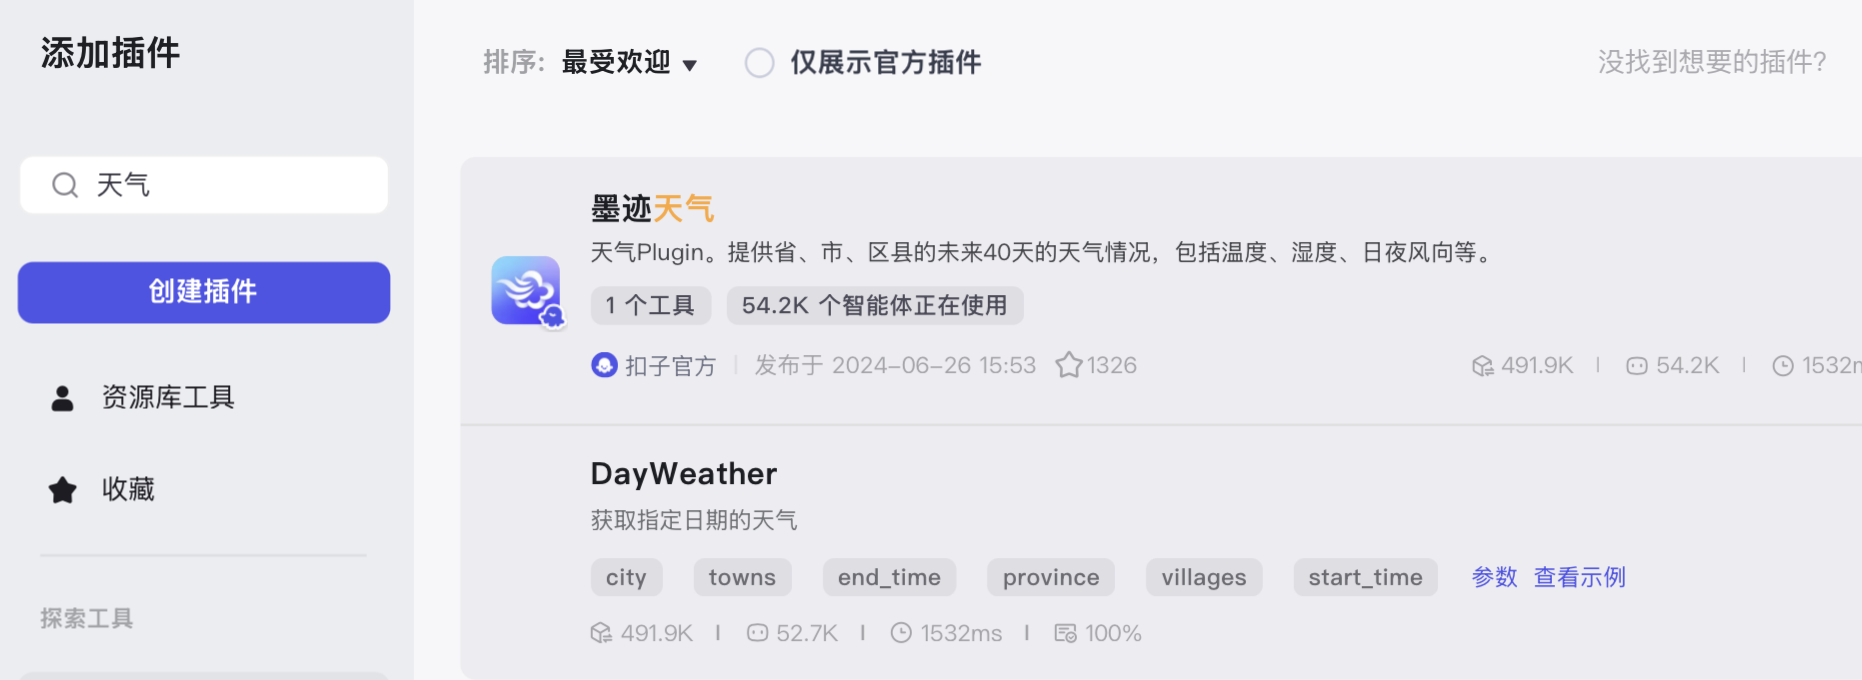 添加插件
天气
创建插件
资源库工具
收藏
探索工具
排序: 最受欢迎 仅展示官方插件 没找到想要的插件?
墨迹天气
天气Plugin。提供省、市、区县的未来40天的天气情况，包括温度、湿度、日夜风向等。
1 个工具 54.2K 个智能体正在使用
扣子官方 发布于 2024-06-26 15:53 1326 491.9K 54.2K 1532m
DayWeather
获取指定日期的天气
city towns end_time province villages start_time 参数 查看示例
491.9K 52.7K 1532ms 100%